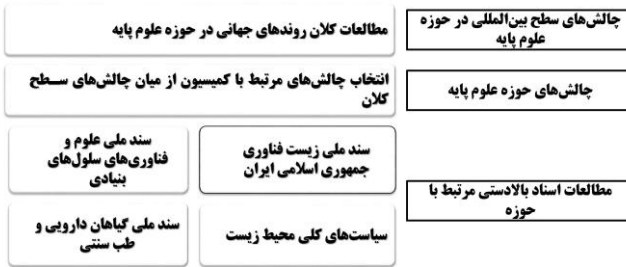 چالش‌های سطح بین‌المللی در حوزه
علوم پایه
مطالعات کلان روندهای جهانی در حوزه علوم پایه
چالش‌های حوزه علوم پایه
انتخاب چالش‌های مرتبط با کمیسیون از میان چالش‌های ســطح
کلان
مطالعات اسناد بالادستی مرتبط با
حوزه
سند ملی زیست فناوری
جمهوری اسلامی ایران
سند ملی علوم و
فناوری‌های سلول‌های
بنیادی
سیاست‌های کلی محیط زیست
سند ملی گیاهان دارویی و
طب سنتی